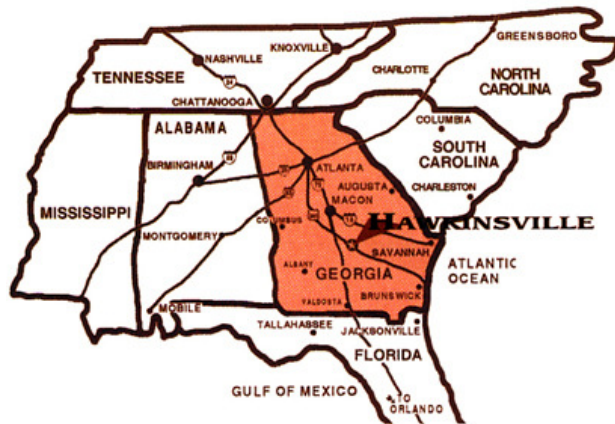 GREENSBORO
KNOXVILLE
NASHVILLE
TENNESSEE
CHARLOTTE
NORTH
CAROLINA
CHATTANOOGA
ALABAMA
COLUMBIA
SOUTH
CAROLINA
BIRMINGHAM
ATLANTA
AUGUSTA
MACON
CHARLESTON
MISSISSIPPI
COLUMBUS
HAWKINSVILLE
MONTGOMERY
SAVANNAH
ALBANY
GEORGIA
ATLANTIC
OCEAN
BRUNSWICK
MOBILE
VALDOSTA
TALLAHASSEE
JACKSONVILLE
FLORIDA
GULF OF MEXICO
TO
ORLANDO